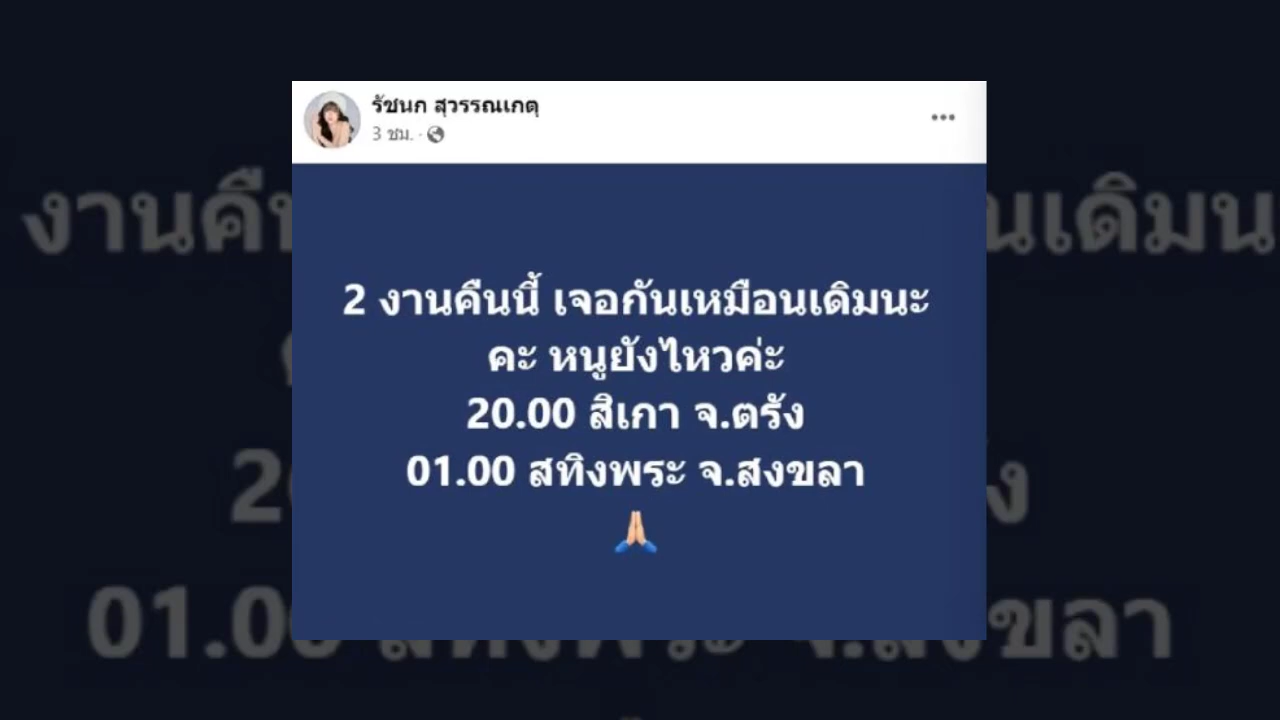 รัชนก สุวรรณเกตุ
3 ชม.
2 งานคืนนี้ เจอกันเหมือนเดิมนะ
คะ หนูยังไหวค่ะ
20.00 สิเกา จ.ตรัง
01.00 สทิงพระ จ.สงขลา
🙏🏻